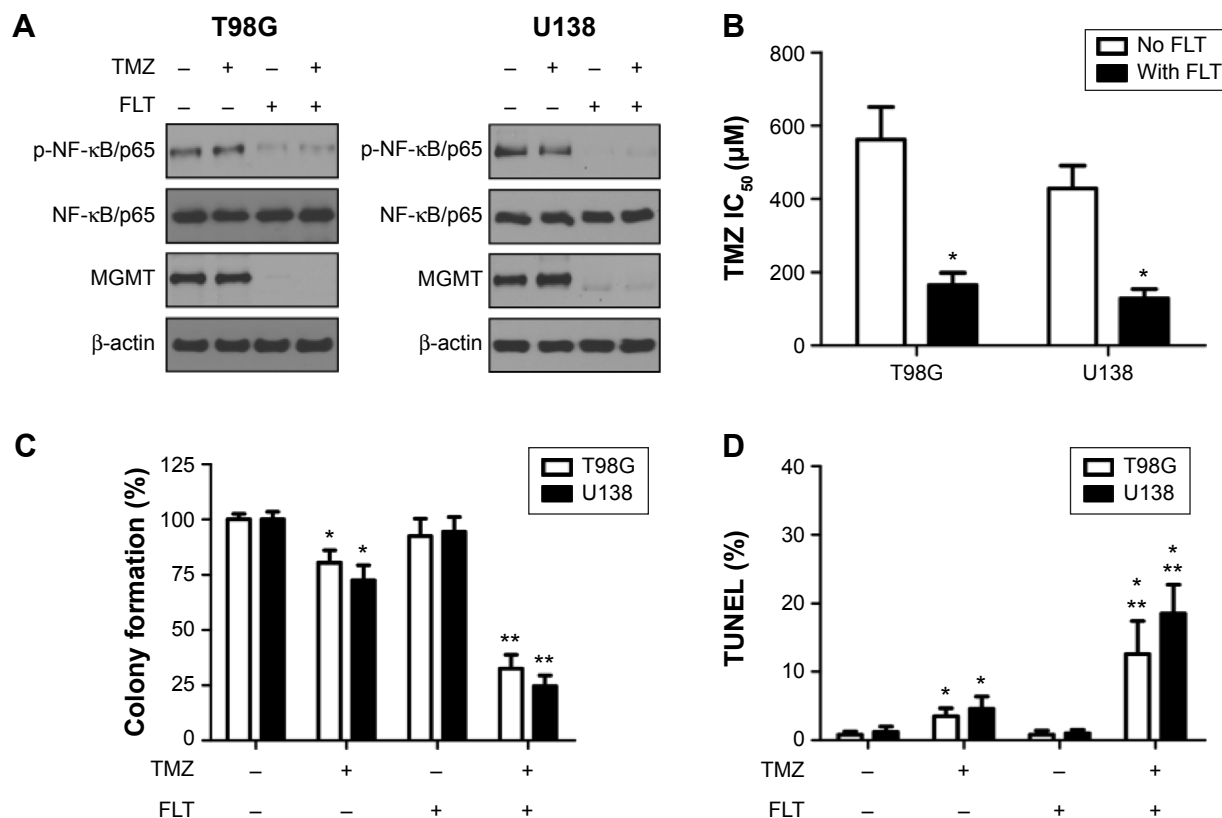 A
T98G
U138
TMZ – + – + – + – +
FLT – – + + – – + +
p-NF-κB/p65 p-NF-κB/p65
NF-κB/p65 NF-κB/p65
MGMT MGMT
β-actin β-actin
B
No FLT
With FLT
TMZ IC50 (μM)
800
600
400
200
0
* *
T98G U138
C
T98G
U138
Colony formation (%)
125
100
75
50
25
0
* * ** **
TMZ – + – +
FLT – – + +
D
T98G
U138
TUNEL (%)
40
30
20
10
0
* * * ** * **
TMZ – + – +
FLT – – + +